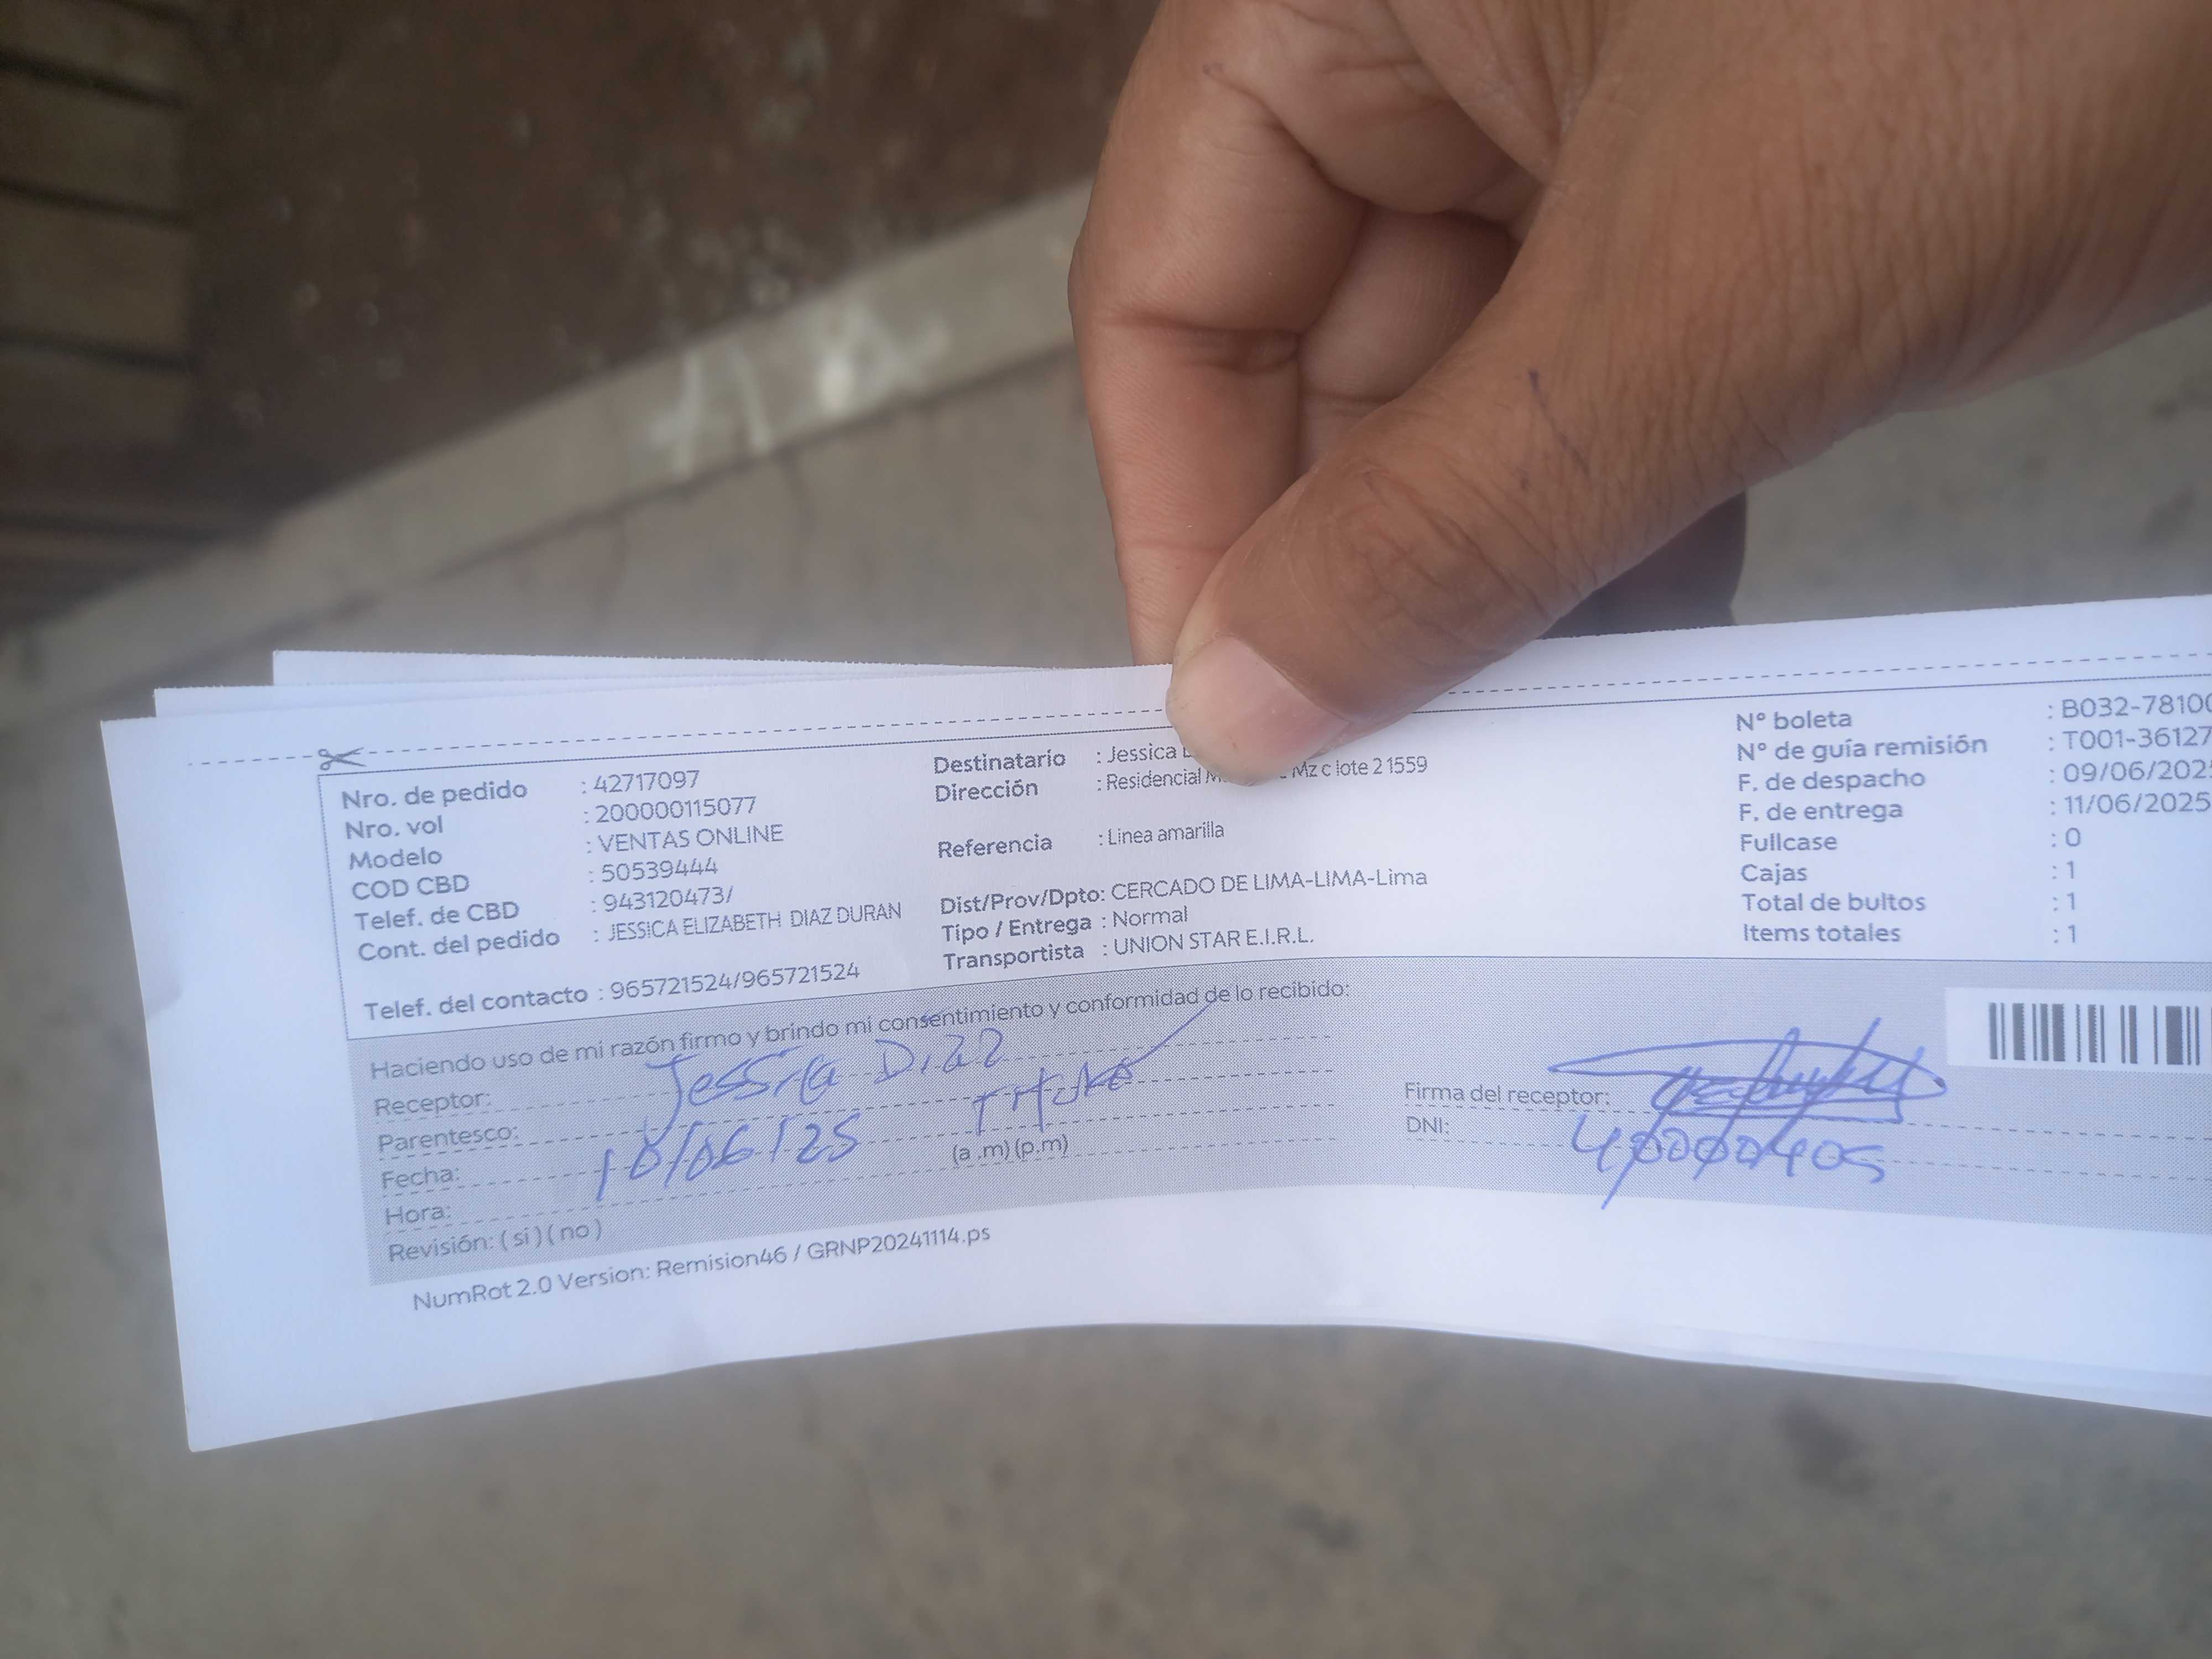 Nro. de pedido : 42717097
Nro. vol : 200000115077
Modelo : VENTAS ONLINE
COD CBD : 50539444
Telef. de CBD : 943120473/
Cont. del pedido : JESSICA ELIZABETH DIAZ DURAN
Telef. del contacto : 965721524/965721524
Destinatario : Jessica
Dirección : Residencial Mz c lote 2 1559
Referencia : Linea amarilla
Dist/Prov/Dpto: CERCADO DE LIMA-LIMA-Lima
Tipo / Entrega : Normal
Transportista : UNION STAR E.I.R.L.
N° boleta : B032-7810
N° de guía remisión : T001-36127
F. de despacho : 09/06/202
F. de entrega : 11/06/2025
Fullcase : 0
Cajas : 1
Total de bultos : 1
Items totales : 1
Haciendo uso de mi razón firmo y brindo mi consentimiento y conformidad de lo recibido:
Receptor: Jessica Diaz
Parentesco:
Fecha: 10/06/25
Hora: (a .m) (p.m)
Revisión: ( si ) ( no )
Firma del receptor:
DNI: 40000405
NumRot 2.0 Version: Remision46 / GRNP20241114.ps